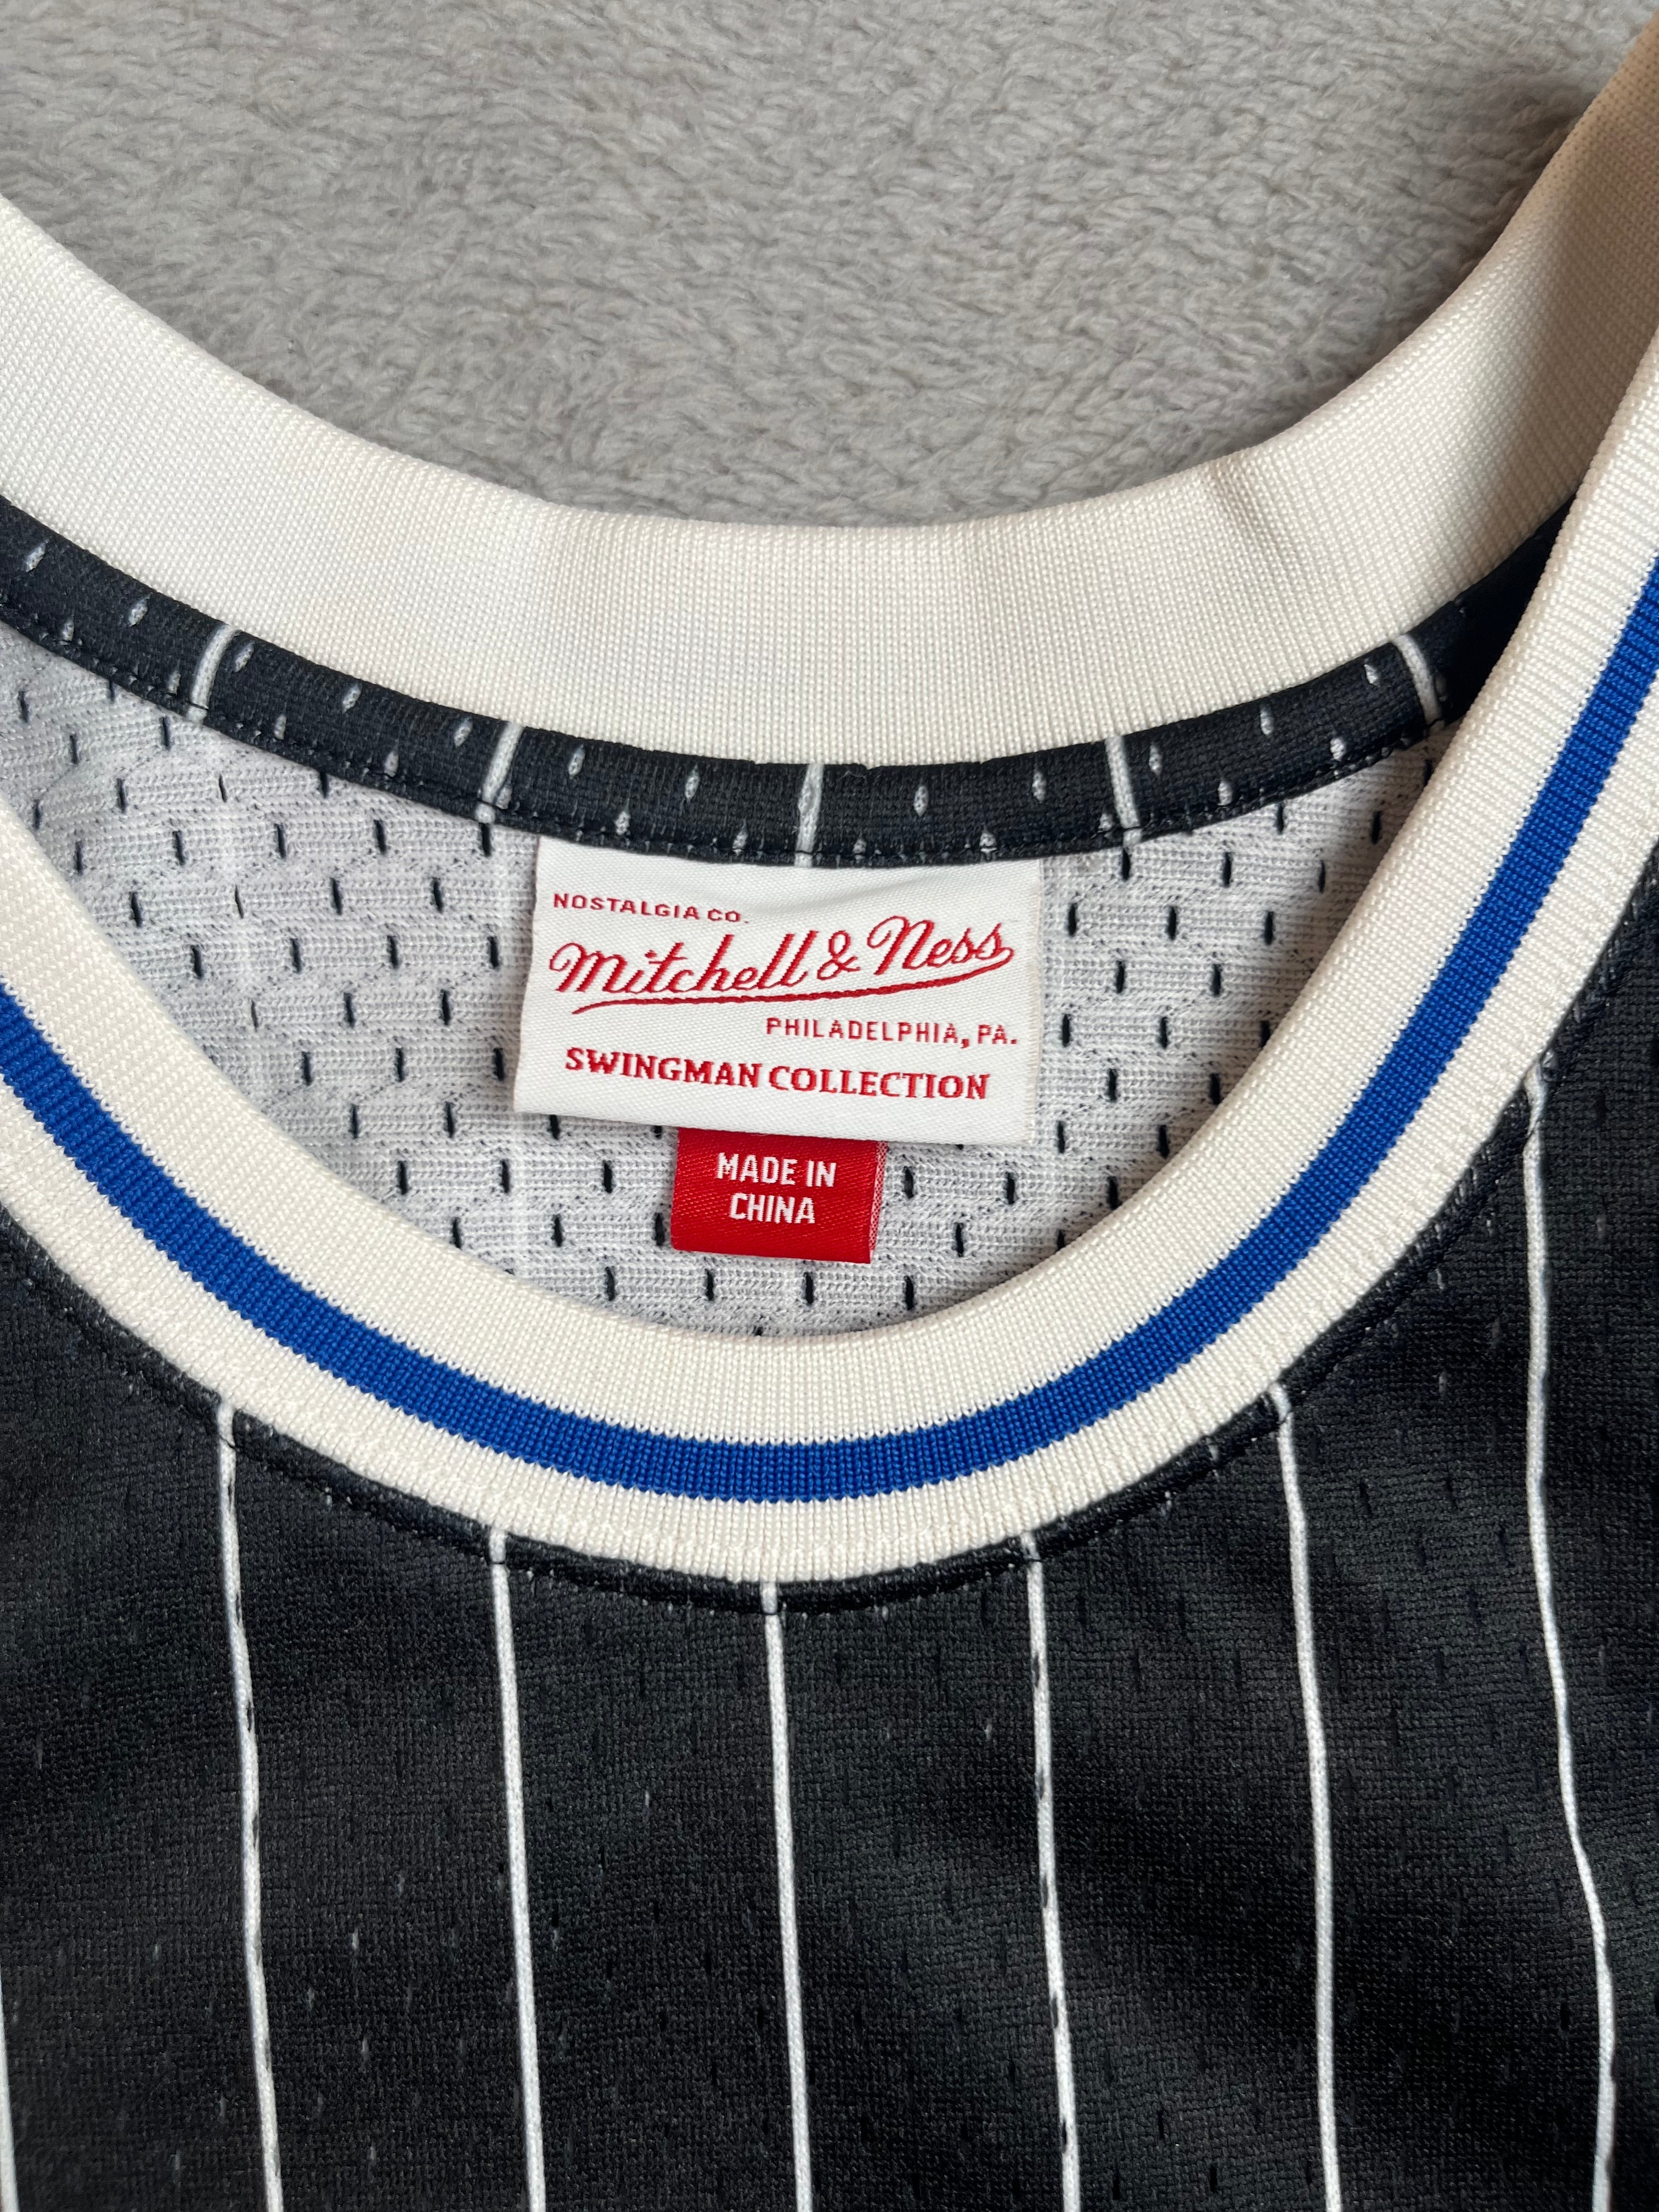 NOSTALGIA CO.
Mitchell & Ness
PHILADELPHIA, PA.
SWINGMAN COLLECTION
MADE IN
CHINA